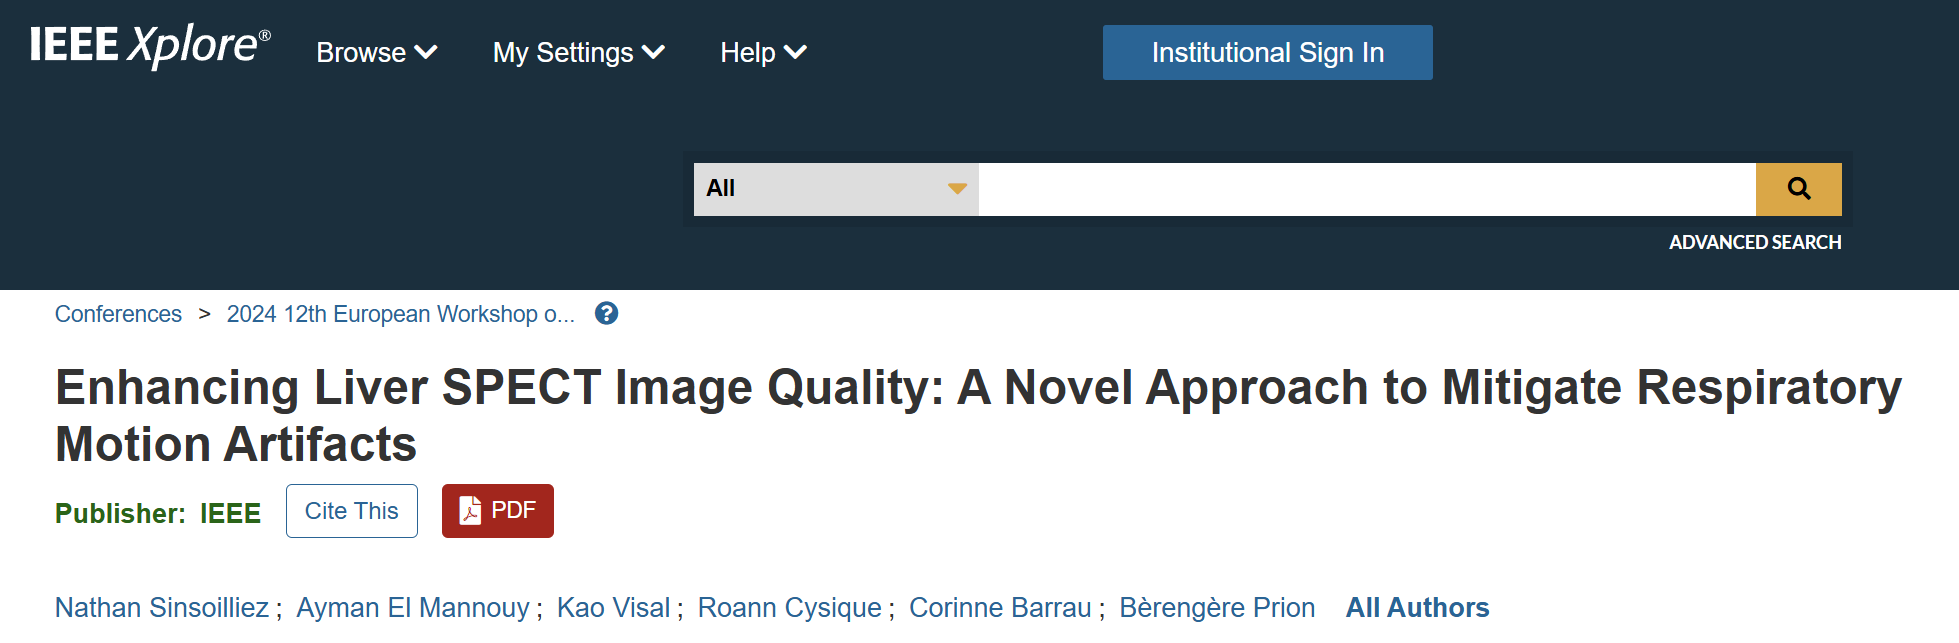 IEEE Xplore® Browse My Settings Help Institutional Sign In
All
ADVANCED SEARCH
Conferences > 2024 12th European Workshop o... ?
Enhancing Liver SPECT Image Quality: A Novel Approach to Mitigate Respiratory
Motion Artifacts
Publisher: IEEE Cite This PDF
Nathan Sinsoilliez ; Ayman El Mannouy ; Kao Visal ; Roann Cysique ; Corinne Barrau ; Bèrengère Prion All Authors